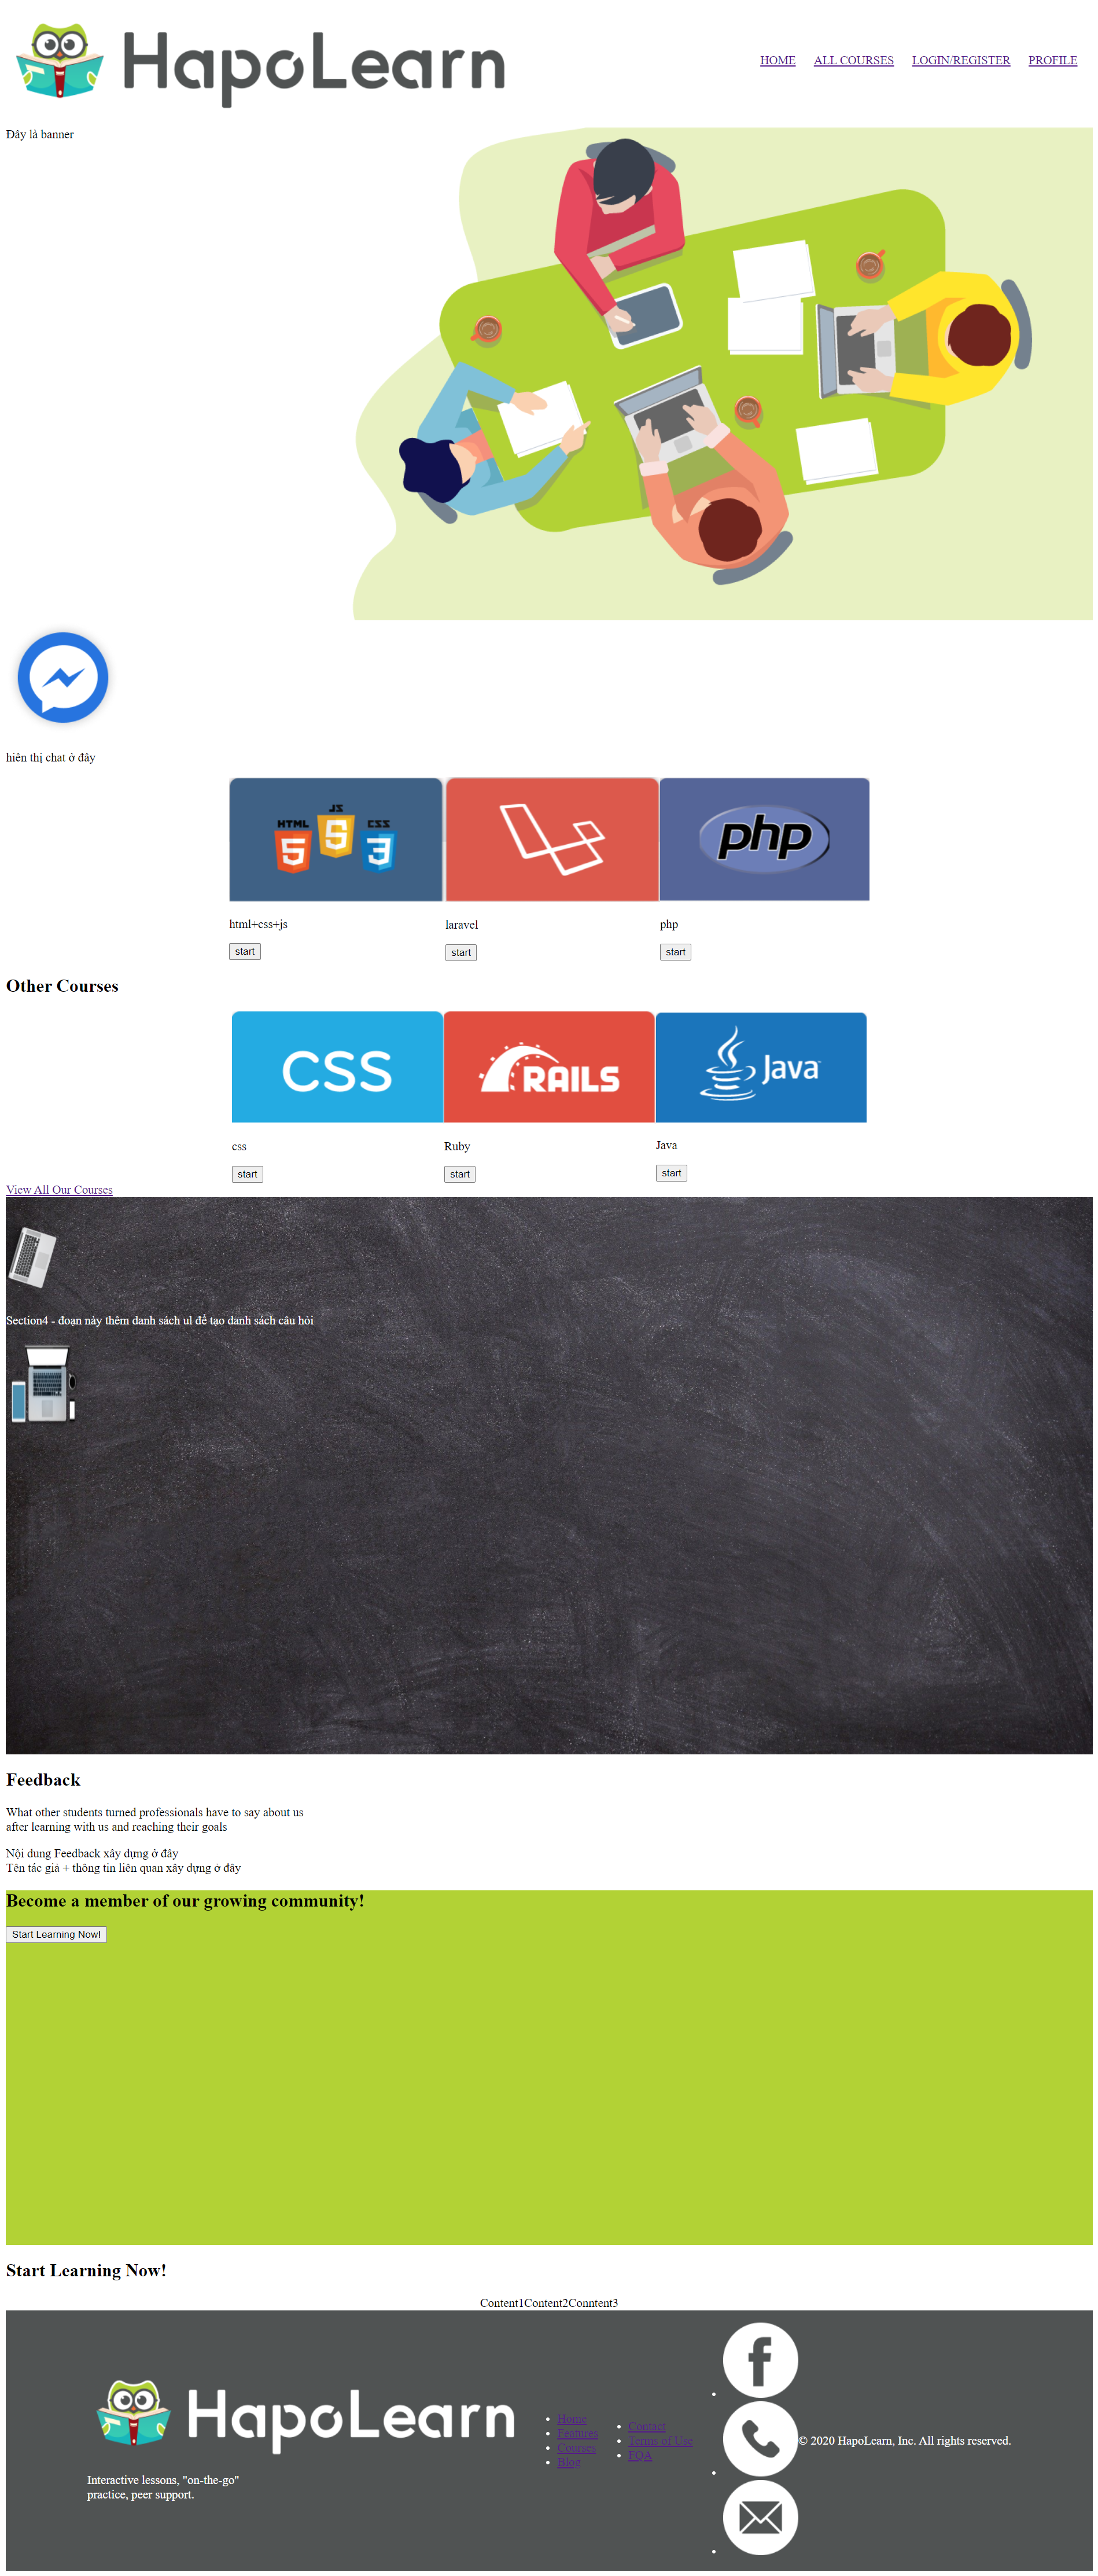 HapoLearn
HOME ALL COURSES LOGIN/REGISTER PROFILE
Đây là banner
hiên thị chat ở đây
HTML 5 JS 5 CSS 3
php
html+css+js
laravel
php
start
start
start
Other Courses
CSS
RAILS
Java
css
Ruby
Java
start
start
start
View All Our Courses
Section4 - đoạn này thêm danh sách ul để tạo danh sách câu hỏi
Feedback
What other students turned professionals have to say about us
after learning with us and reaching their goals
Nội dung Feedback xây dựng ở đây
Tên tác giả + thông tin liên quan xây dựng ở đây
Become a member of our growing community!
Start Learning Now!
Start Learning Now!
Content1Content2Conntent3
HapoLearn
Interactive lessons, "on-the-go"
practice, peer support.
Home
Features
Courses
Blog
Contact
Terms of Use
FQA
© 2020 HapoLearn, Inc. All rights reserved.